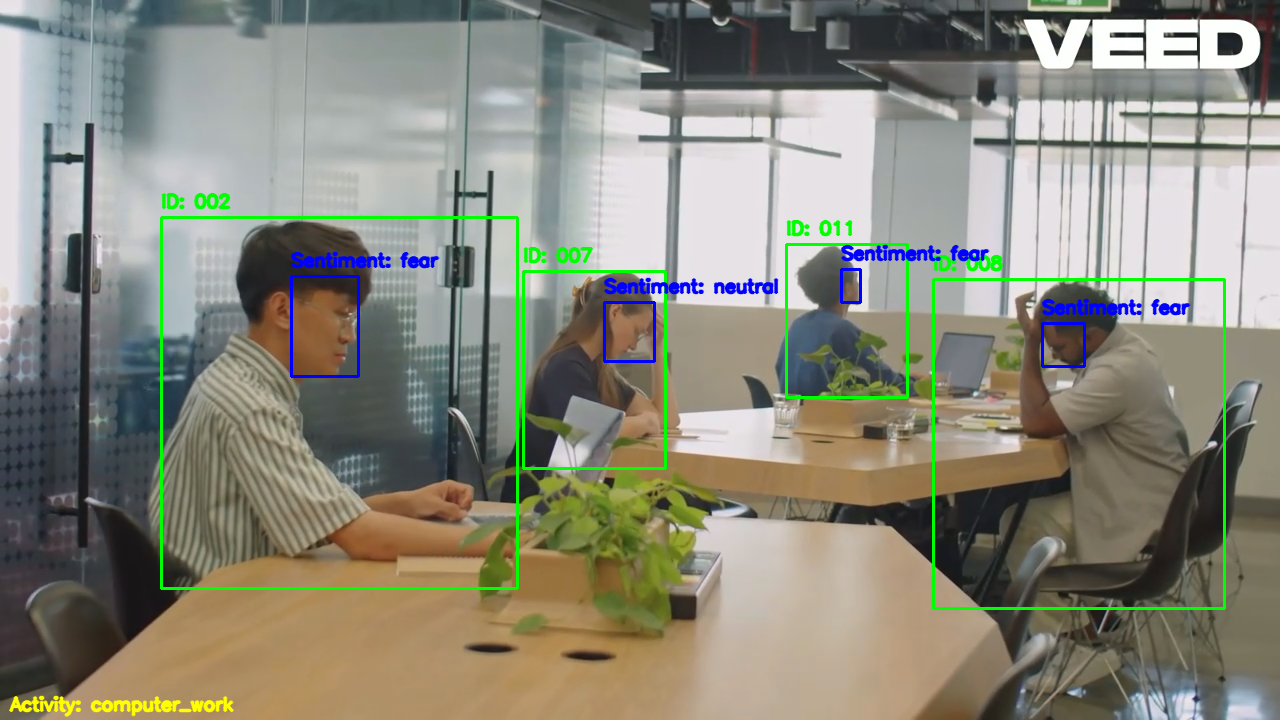 VEED
ID: 002
ID: 011
ID: 007
Sentiment: fear
Sentiment: fear
ID: 008
Sentiment: neutral
Sentiment: fear
Activity: computer_work